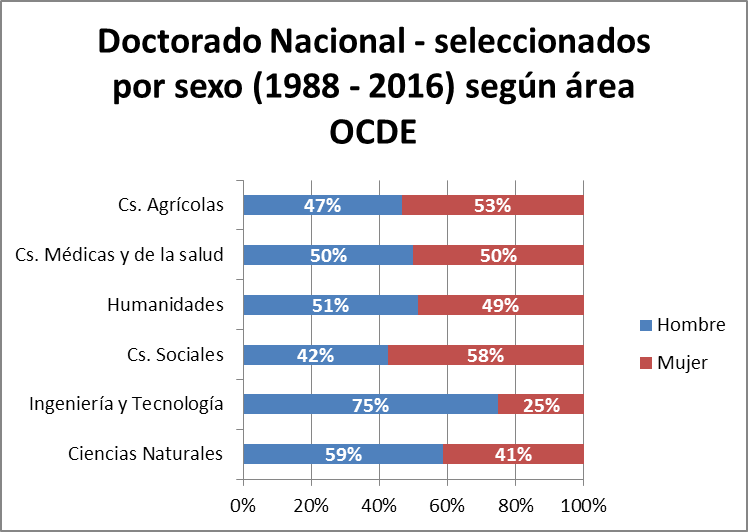 Doctorado Nacional - seleccionados
por sexo (1988 - 2016) según área
OCDE
Cs. Agrícolas 47% 53%
Cs. Médicas y de la salud 50% 50%
Humanidades 51% 49%
Cs. Sociales 42% 58%
Ingeniería y Tecnología 75% 25%
Ciencias Naturales 59% 41%
0% 20% 40% 60% 80% 100%
Hombre
Mujer